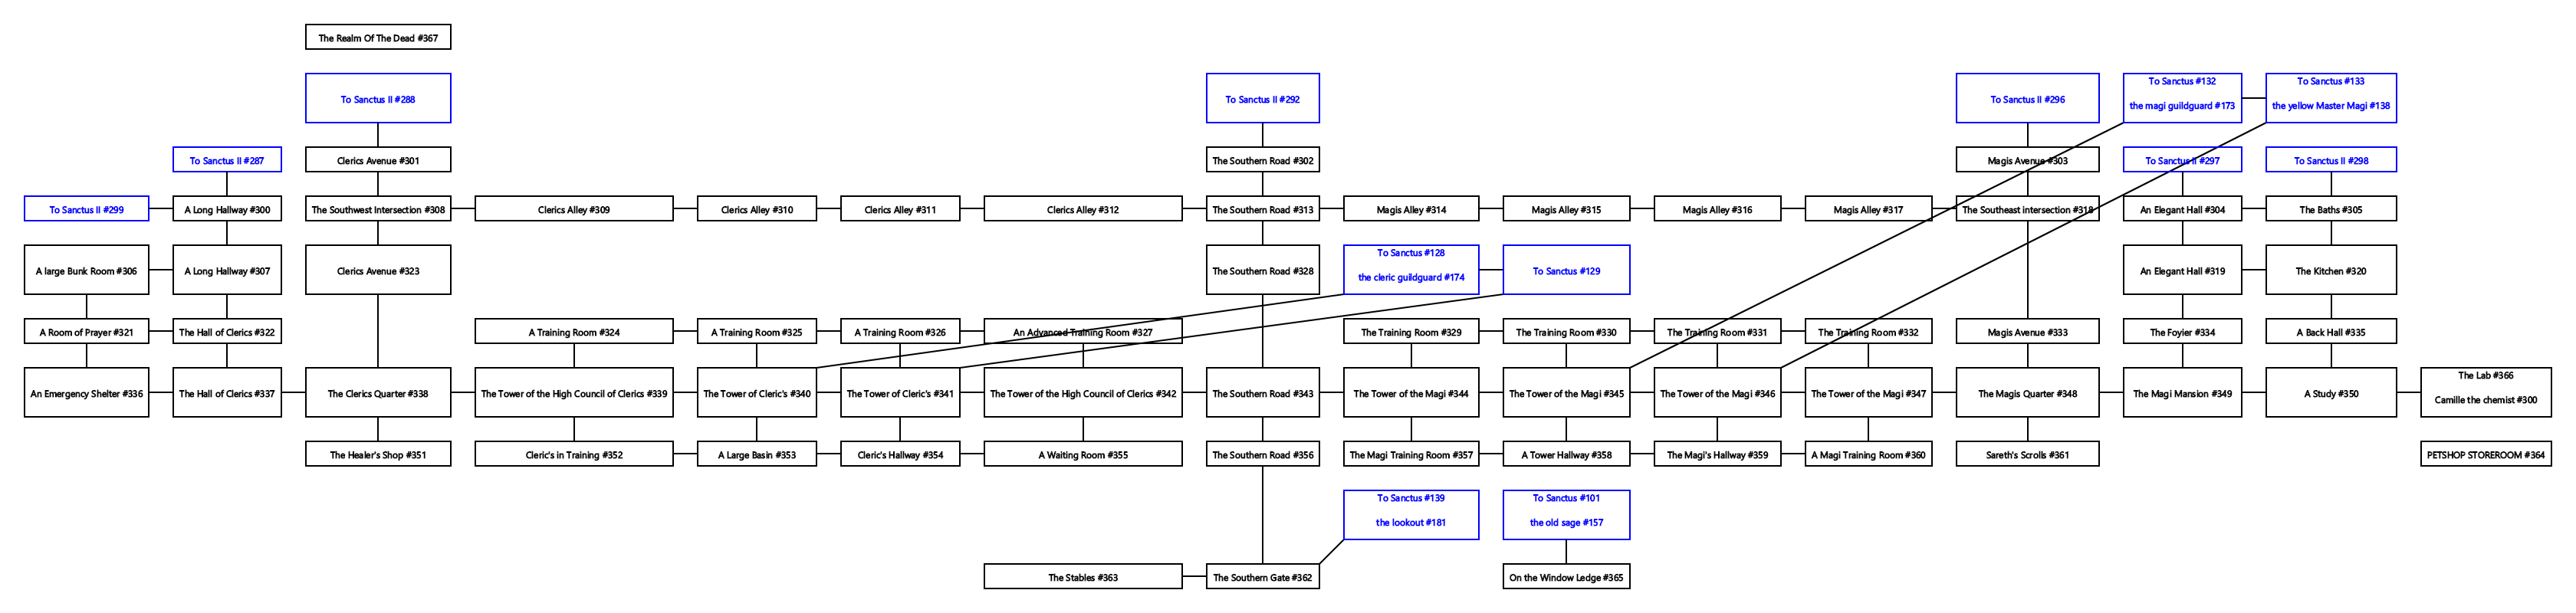 The Realm Of The Dead #367
To Sanctus II #288
To Sanctus II #292
To Sanctus II #296
To Sanctus #132
the magi guildguard #173
To Sanctus #133
the yellow Master Magi #138
To Sanctus II #287
Clerics Avenue #301
The Southern Road #302
Magis Avenue #303
To Sanctus II #297
To Sanctus II #298
To Sanctus II #299
A Long Hallway #300
The Southwest Intersection #308
Clerics Alley #309
Clerics Alley #310
Clerics Alley #311
Clerics Alley #312
The Southern Road #313
Magis Alley #314
Magis Alley #315
Magis Alley #316
Magis Alley #317
The Southeast intersection #318
An Elegant Hall #304
The Baths #305
A large Bunk Room #306
A Long Hallway #307
Clerics Avenue #323
The Southern Road #328
To Sanctus #128
the cleric guildguard #174
To Sanctus #129
An Elegant Hall #319
The Kitchen #320
A Room of Prayer #321
The Hall of Clerics #322
A Training Room #324
A Training Room #325
A Training Room #326
An Advanced Training Room #327
The Training Room #329
The Training Room #330
The Training Room #331
The Training Room #332
Magis Avenue #333
The Foyier #334
A Back Hall #335
An Emergency Shelter #336
The Hall of Clerics #337
The Clerics Quarter #338
The Tower of the High Council of Clerics #339
The Tower of Cleric's #340
The Tower of Cleric's #341
The Tower of the High Council of Clerics #342
The Southern Road #343
The Tower of the Magi #344
The Tower of the Magi #345
The Tower of the Magi #346
The Tower of the Magi #347
The Magis Quarter #348
The Magi Mansion #349
A Study #350
The Lab #366
Camille the chemist #300
The Healer's Shop #351
Cleric's in Training #352
A Large Basin #353
Cleric's Hallway #354
A Waiting Room #355
The Southern Road #356
The Magi Training Room #357
A Tower Hallway #358
The Magi's Hallway #359
A Magi Training Room #360
Sareth's Scrolls #361
PETSHOP STOREROOM #364
To Sanctus #139
the lookout #181
To Sanctus #101
the old sage #157
The Stables #363
The Southern Gate #362
On the Window Ledge #365